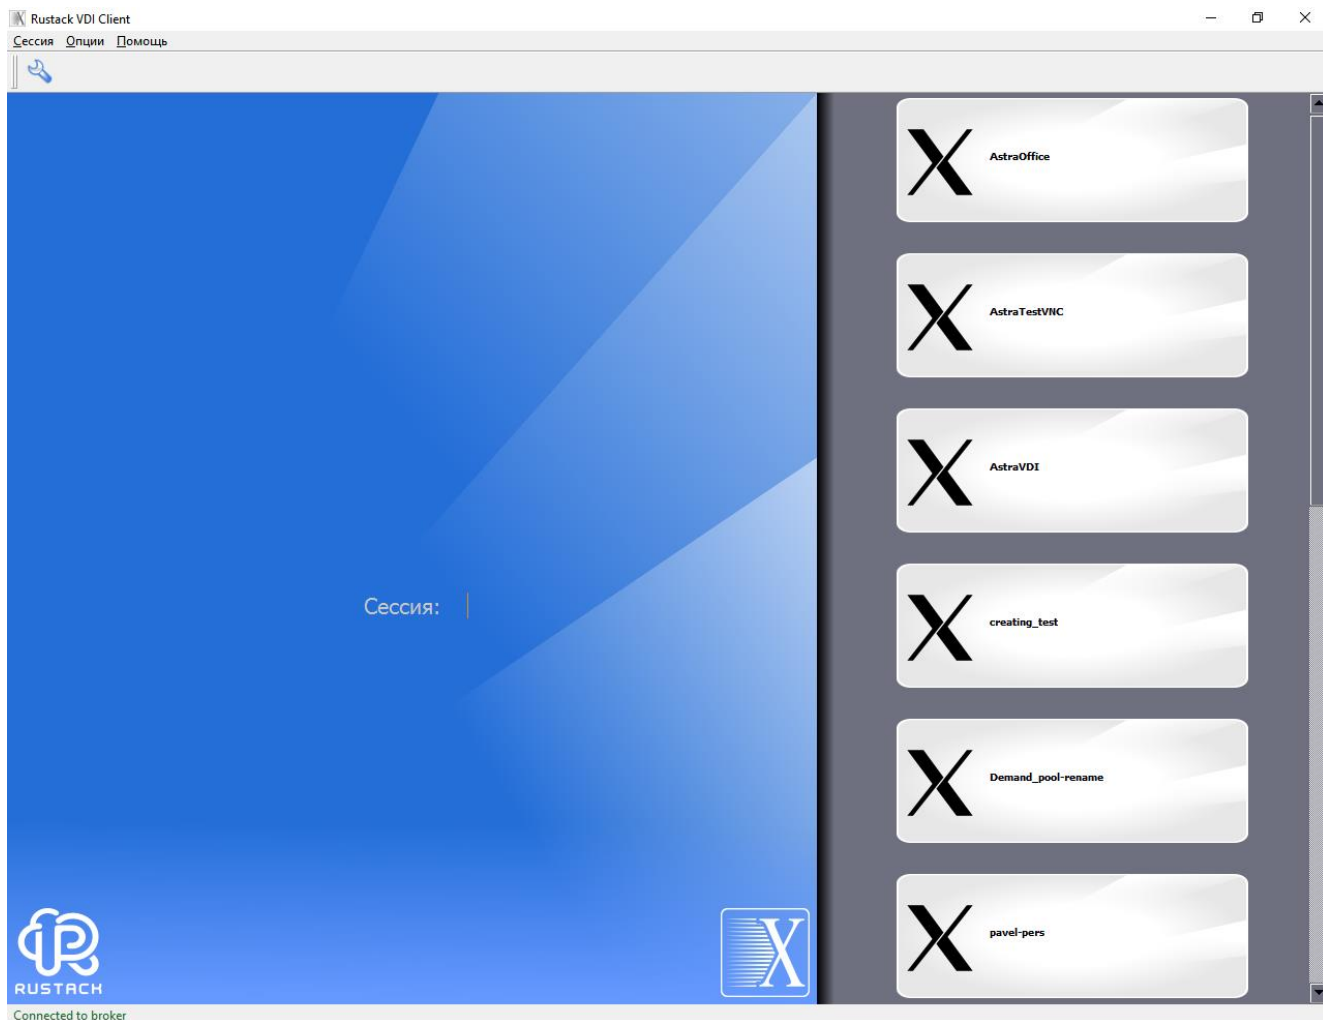 Rustack VDI Client
Сессия Опции Помощь
AstraOffice
AstraTestVNC
AstraVDI
Сессия:
creating_test
Demand_pool-rename
pavel-pers
RUSTACK
X
Connected to broker